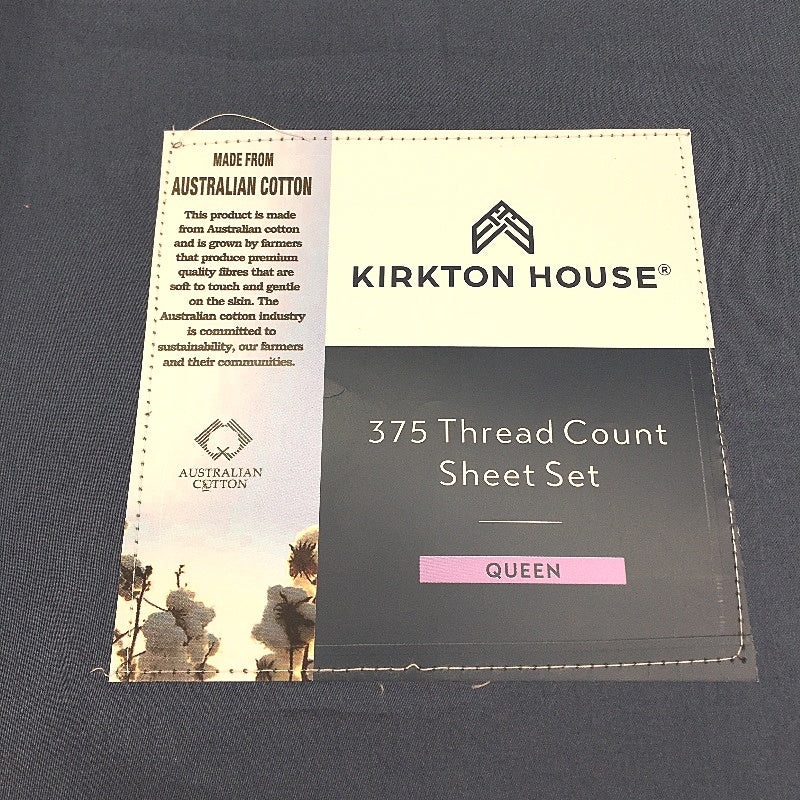 MADE FROM
AUSTRALIAN COTTON
This product is made
from Australian cotton
and is grown by farmers
that produce premium
quality fibres that are
soft to touch and gentle
on the skin. The
Australian cotton industry
is committed to
sustainability, our farmers
and their communities.
AUSTRALIAN
COTTON
KIRKTON HOUSE®
375 Thread Count
Sheet Set
QUEEN